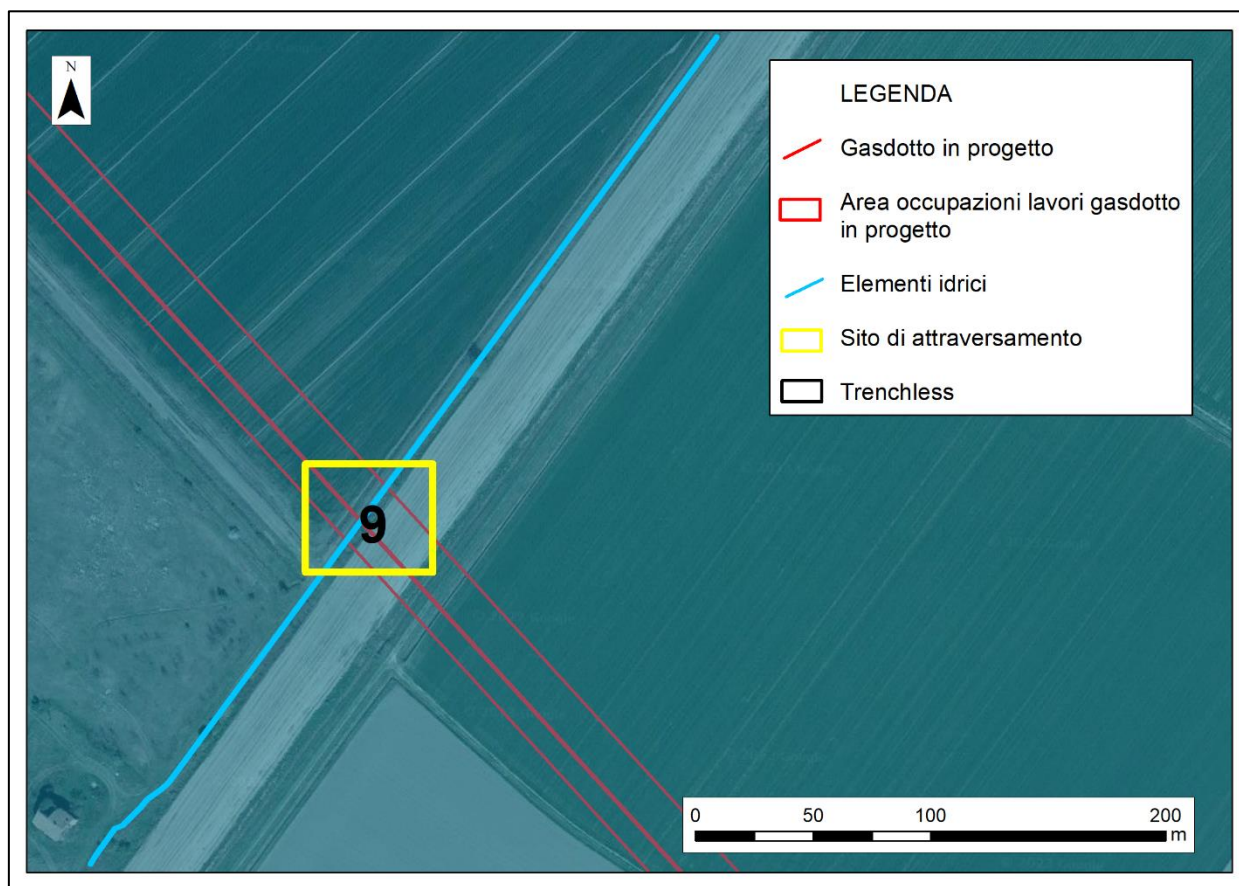 N
LEGENDA
Gasdotto in progetto
Area occupazioni lavori gasdotto
in progetto
Elementi idrici
Sito di attraversamento
Trenchless
9
0 50 100 200
m